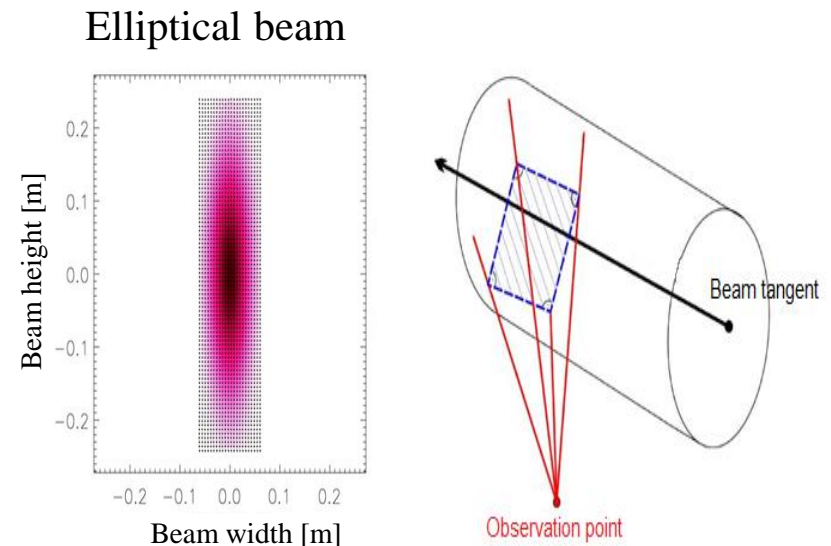 Elliptical beam
Beam height [m]
0.2
0.1
0.0
−0.1
−0.2
−0.2 −0.1 0.0 0.1 0.2
Beam width [m]
Beam tangent
Observation point